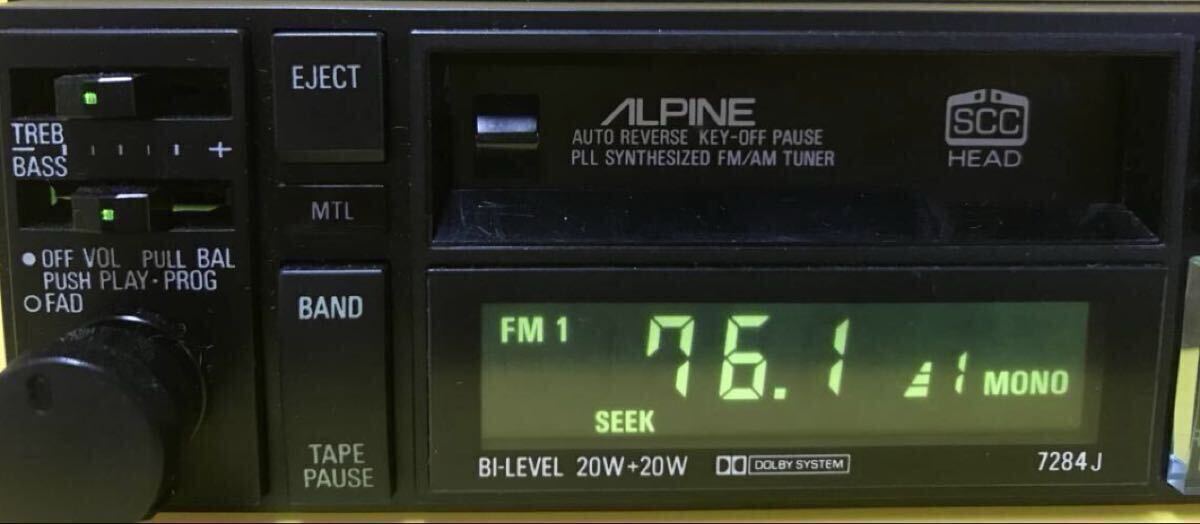 TREB
− +
BASS
● OFF VOL PULL BAL
PUSH PLAY·PROG
○ FAD
EJECT
MTL
BAND
TAPE
PAUSE
ALPINE
AUTO REVERSE KEY-OFF PAUSE
PLL SYNTHESIZED FM/AM TUNER
SCC
HEAD
FM 1 76.1 1 MONO
SEEK
BI-LEVEL 20W+20W DOLBY SYSTEM 7284J